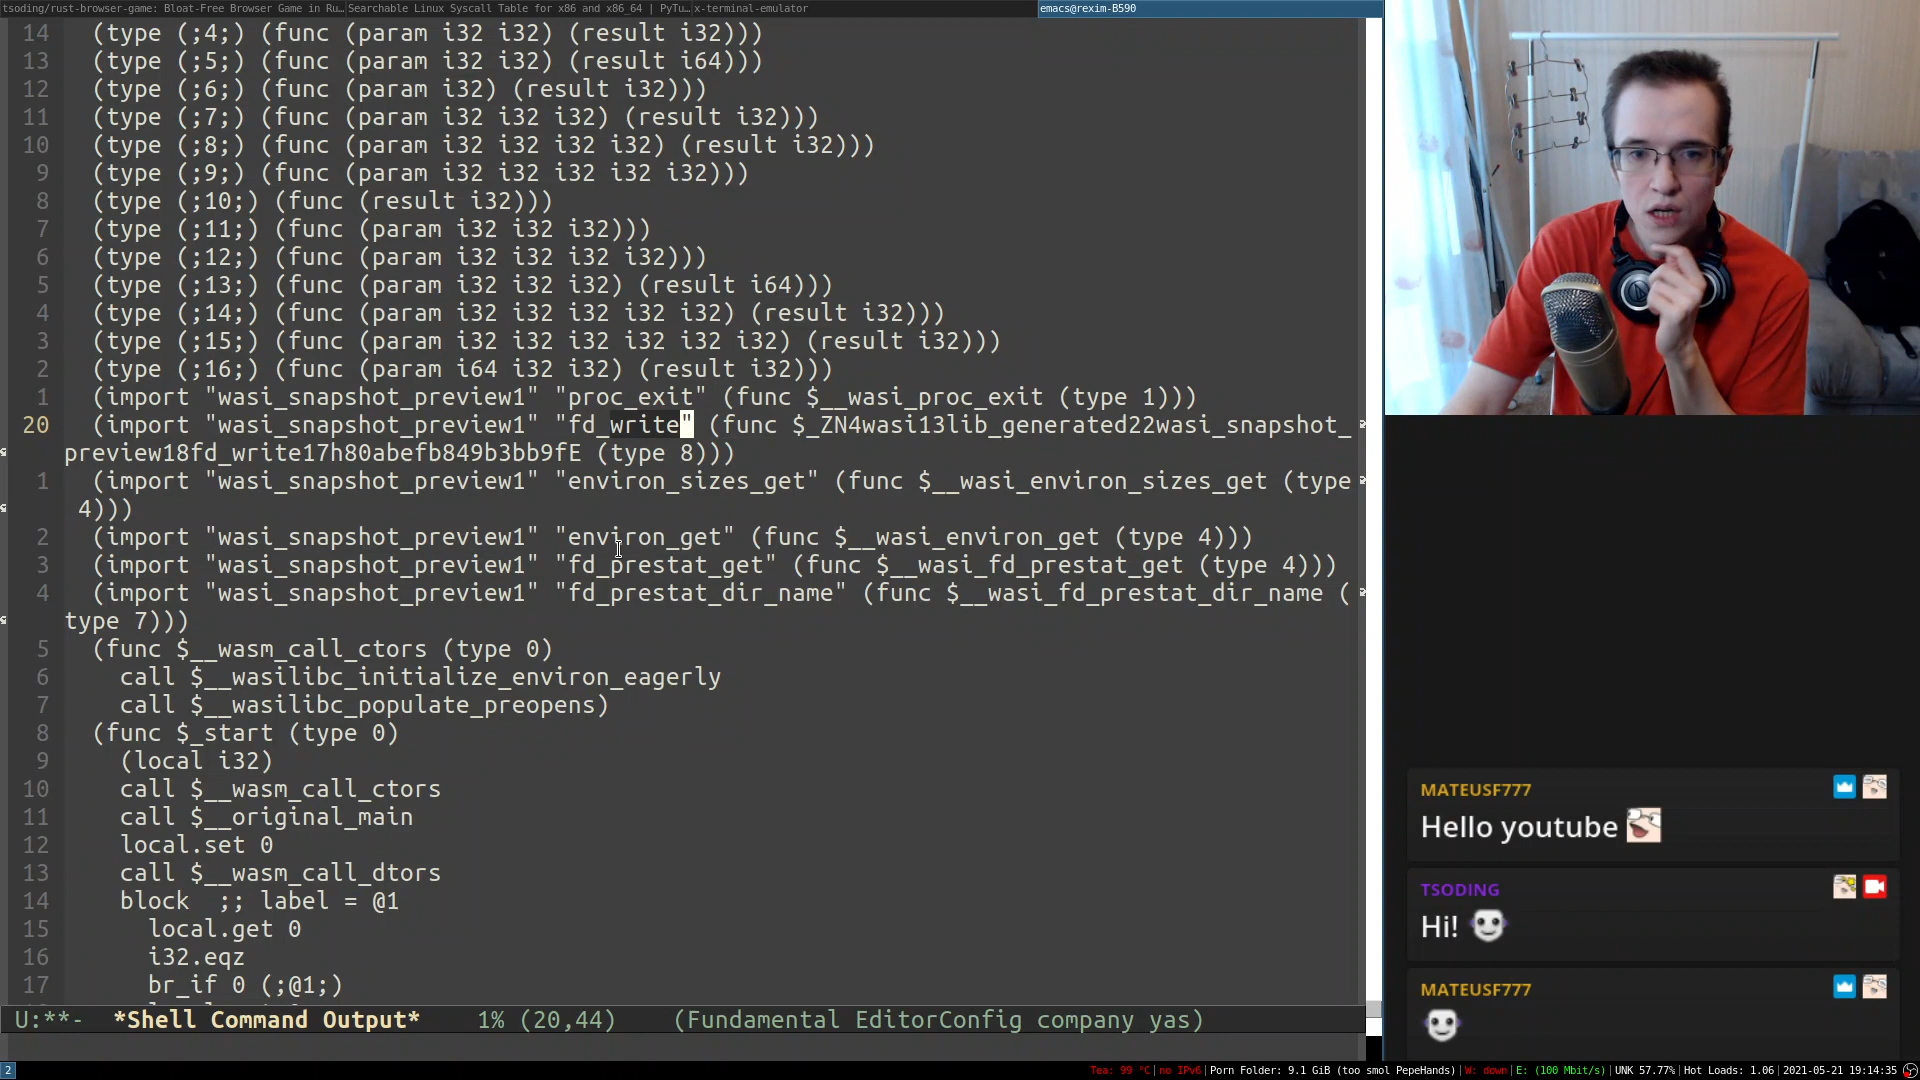 tsoding/rust-browser-game: Bloat-Free Browser Game in Ru… Searchable Linux Syscall Table for x86 and x86_64 | PyTu… x-terminal-emulator emacs@rexim-B590
14 (type (;4;) (func (param i32 i32) (result i32)))
13 (type (;5;) (func (param i32 i32) (result i64)))
12 (type (;6;) (func (param i32) (result i32)))
11 (type (;7;) (func (param i32 i32 i32) (result i32)))
10 (type (;8;) (func (param i32 i32 i32 i32) (result i32)))
9 (type (;9;) (func (param i32 i32 i32 i32 i32)))
8 (type (;10;) (func (result i32)))
7 (type (;11;) (func (param i32 i32 i32)))
6 (type (;12;) (func (param i32 i32 i32 i32)))
5 (type (;13;) (func (param i32 i32 i32) (result i64)))
4 (type (;14;) (func (param i32 i32 i32 i32 i32) (result i32)))
3 (type (;15;) (func (param i32 i32 i32 i32 i32 i32) (result i32)))
2 (type (;16;) (func (param i64 i32 i32) (result i32)))
1 (import "wasi_snapshot_preview1" "proc_exit" (func $__wasi_proc_exit (type 1)))
20 (import "wasi_snapshot_preview1" "fd_write" (func $_ZN4wasi13lib_generated22wasi_snapshot_
preview18fd_write17h80abefb849b3bb9fE (type 8)))
1 (import "wasi_snapshot_preview1" "environ_sizes_get" (func $__wasi_environ_sizes_get (type
4)))
2 (import "wasi_snapshot_preview1" "environ_get" (func $__wasi_environ_get (type 4)))
3 (import "wasi_snapshot_preview1" "fd_prestat_get" (func $__wasi_fd_prestat_get (type 4)))
4 (import "wasi_snapshot_preview1" "fd_prestat_dir_name" (func $__wasi_fd_prestat_dir_name (
type 7)))
5 (func $__wasm_call_ctors (type 0)
6 call $__wasilibc_initialize_environ_eagerly
7 call $__wasilibc_populate_preopens)
8 (func $_start (type 0)
9 (local i32)
10 call $__wasm_call_ctors
11 call $__original_main
12 local.set 0
13 call $__wasm_call_dtors
14 block ;; label = @1
15 local.get 0
16 i32.eqz
17 br_if 0 (;@1;)
U:**- *Shell Command Output* 1% (20,44) (Fundamental EditorConfig company yas)
MATEUSF777
Hello youtube
TSODING
Hi!
MATEUSF777
2 Tea: 99 °C | no IPv6 | Porn Folder: 9.1 GiB (too smol PepeHands) | W: down | E: (100 Mbit/s) | UNK 57.77% | Hot Loads: 1.06 | 2021-05-21 19:14:35